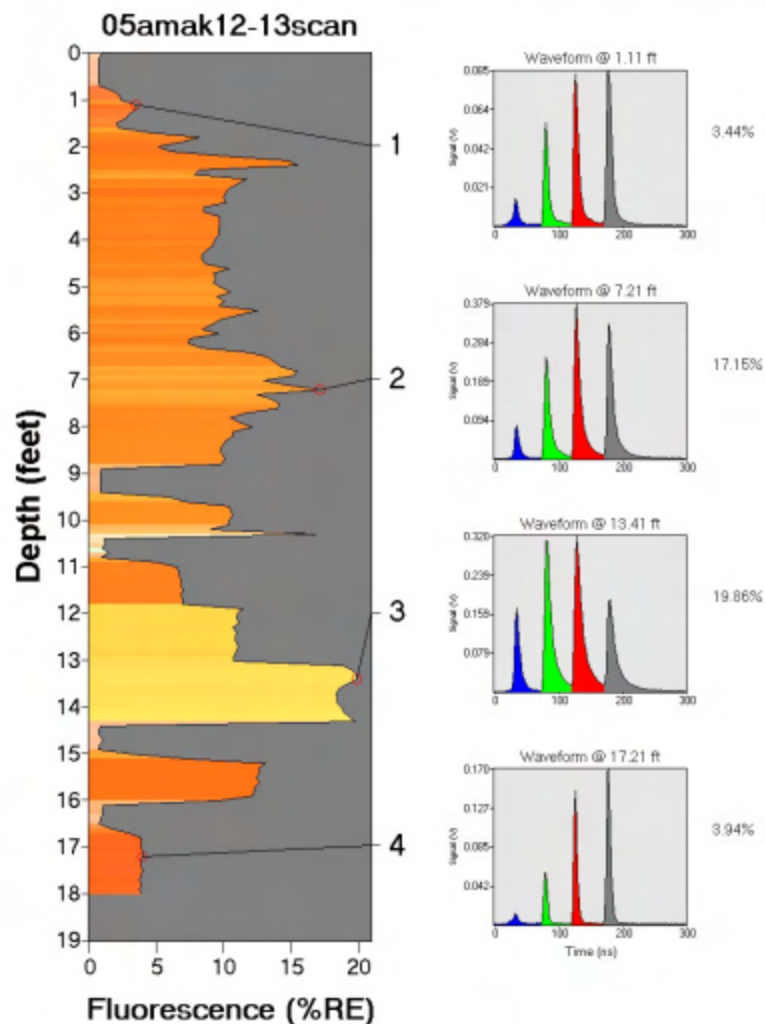 05amak12-13scan
0
1
2
3
4
5
6
7
8
9
10
11
12
13
14
15
16
17
18
19
Depth (feet)
0 5 10 15 20
Fluorescence (%RE)
1
2
3
4
Waveform @ 1.11 ft
0.085
0.064
0.042
0.021
Signal (V)
0 100 200 300
3.44%
Waveform @ 7.21 ft
0.379
0.284
0.189
0.094
Signal (V)
0 100 200 300
17.15%
Waveform @ 13.41 ft
0.320
0.239
0.159
0.079
Signal (V)
0 100 200 300
19.86%
Waveform @ 17.21 ft
0.170
0.127
0.085
0.042
Signal (V)
0 100 200 300
Time (ns)
3.94%